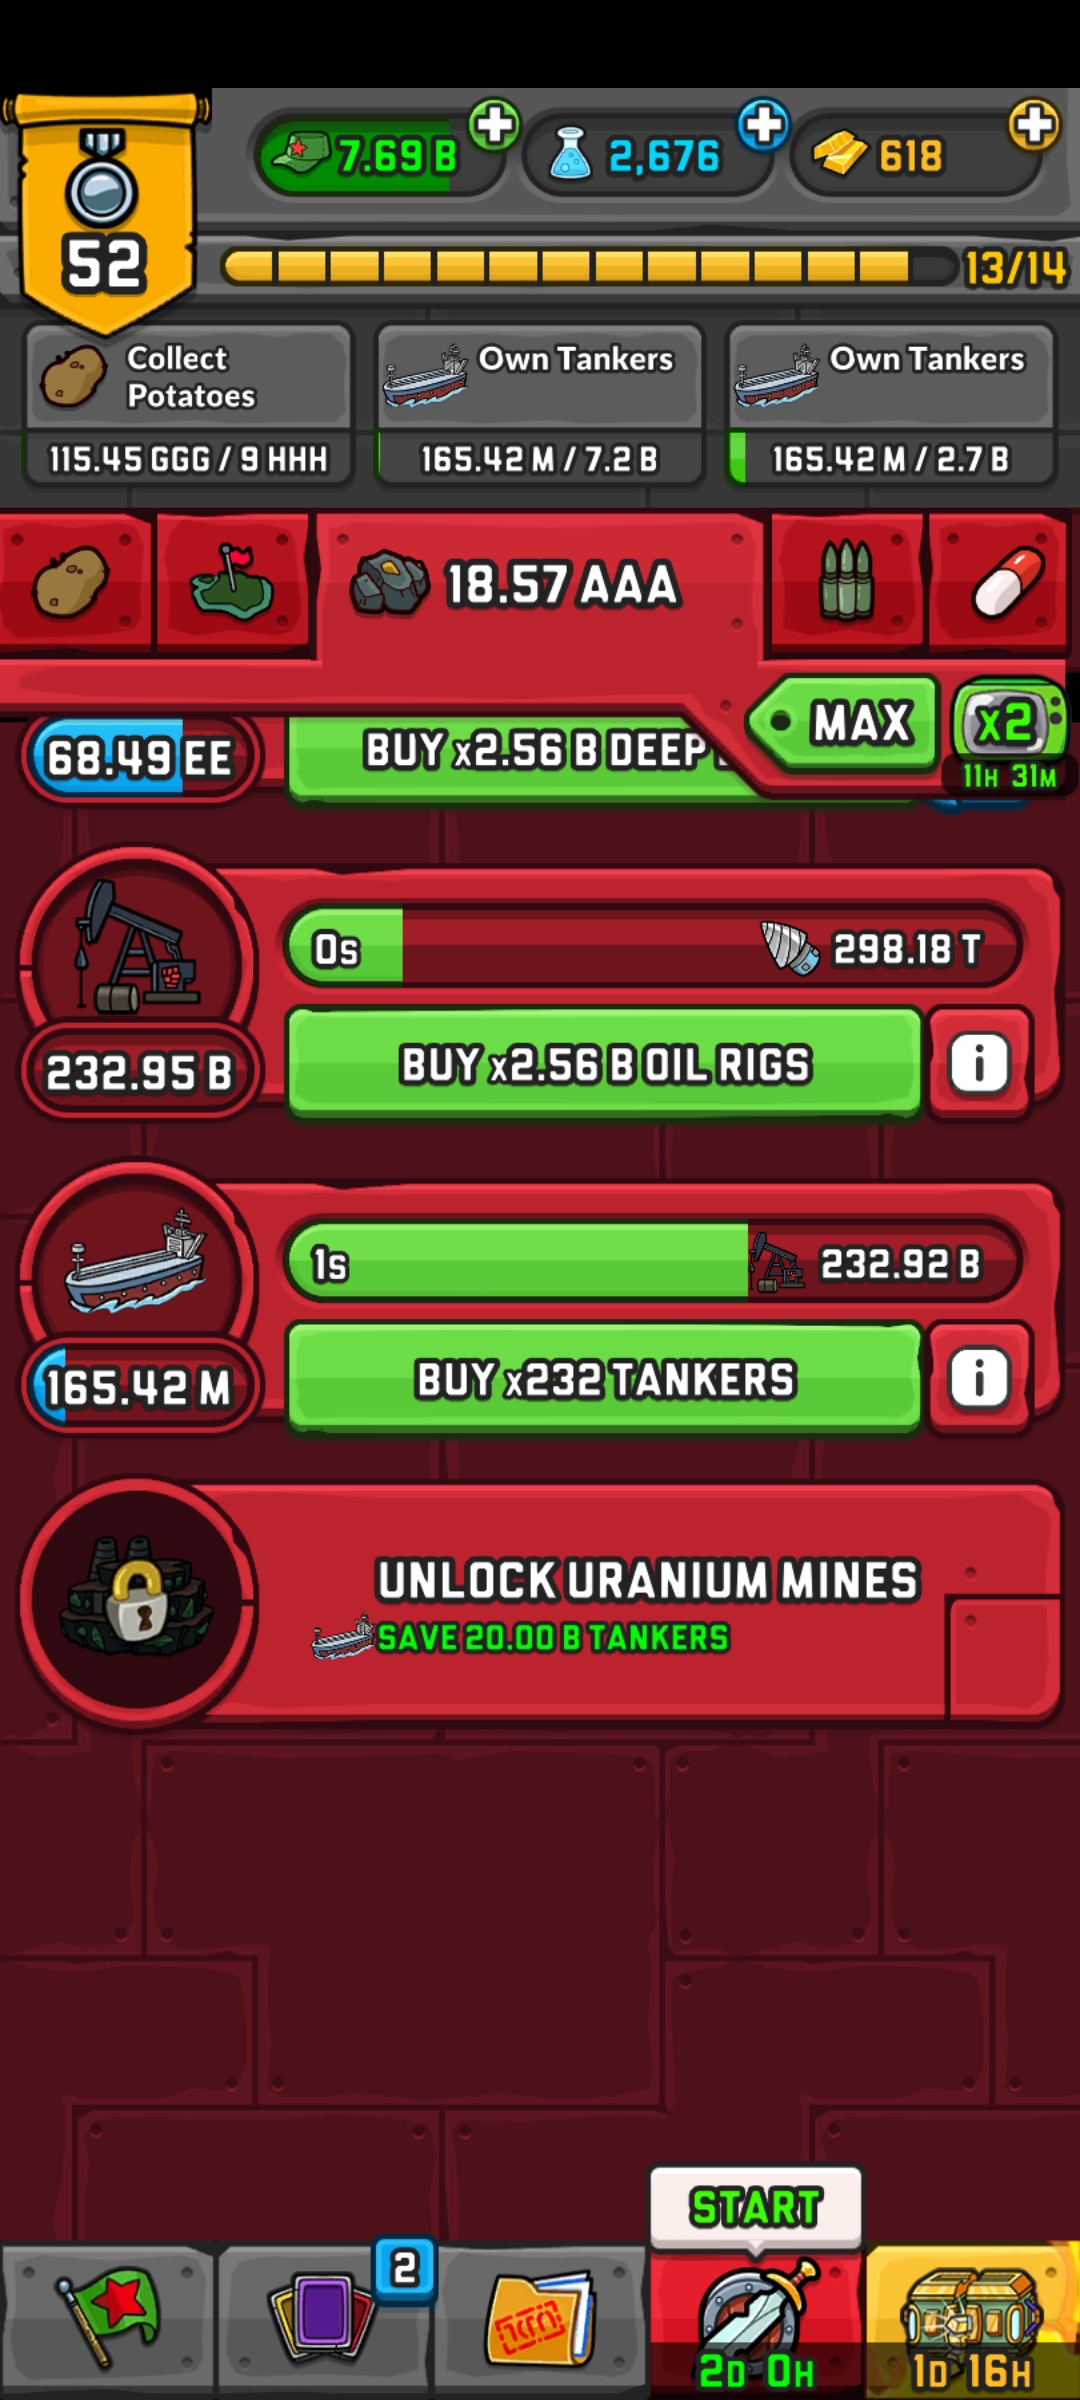 7.69 B
2,676
618
52
13/14
Collect
Potatoes
115.45 GGG / 9 HHH
Own Tankers
165.42 M / 7.2 B
Own Tankers
165.42 M / 2.7 B
18.57 AAA
MAX
x2
11H 31M
68.49 EE
BUY x2.56 B DEEP
0s
298.18 T
232.95 B
BUY x2.56 B OIL RIGS
i
1s
232.92 B
165.42 M
BUY x232 TANKERS
i
UNLOCK URANIUM MINES
SAVE 20.00 B TANKERS
START
2
2D 0H
1D 16H